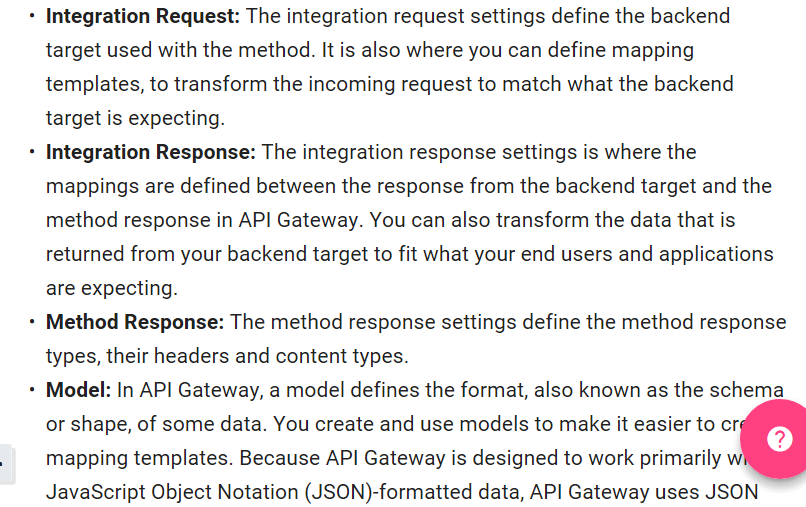 • Integration Request: The integration request settings define the backend
target used with the method. It is also where you can define mapping
templates, to transform the incoming request to match what the backend
target is expecting.
• Integration Response: The integration response settings is where the
mappings are defined between the response from the backend target and the
method response in API Gateway. You can also transform the data that is
returned from your backend target to fit what your end users and applications
are expecting.
• Method Response: The method response settings define the method response
types, their headers and content types.
• Model: In API Gateway, a model defines the format, also known as the schema
or shape, of some data. You create and use models to make it easier to
mapping templates. Because API Gateway is designed to work primarily
JavaScript Object Notation (JSON)-formatted data, API Gateway uses JSON